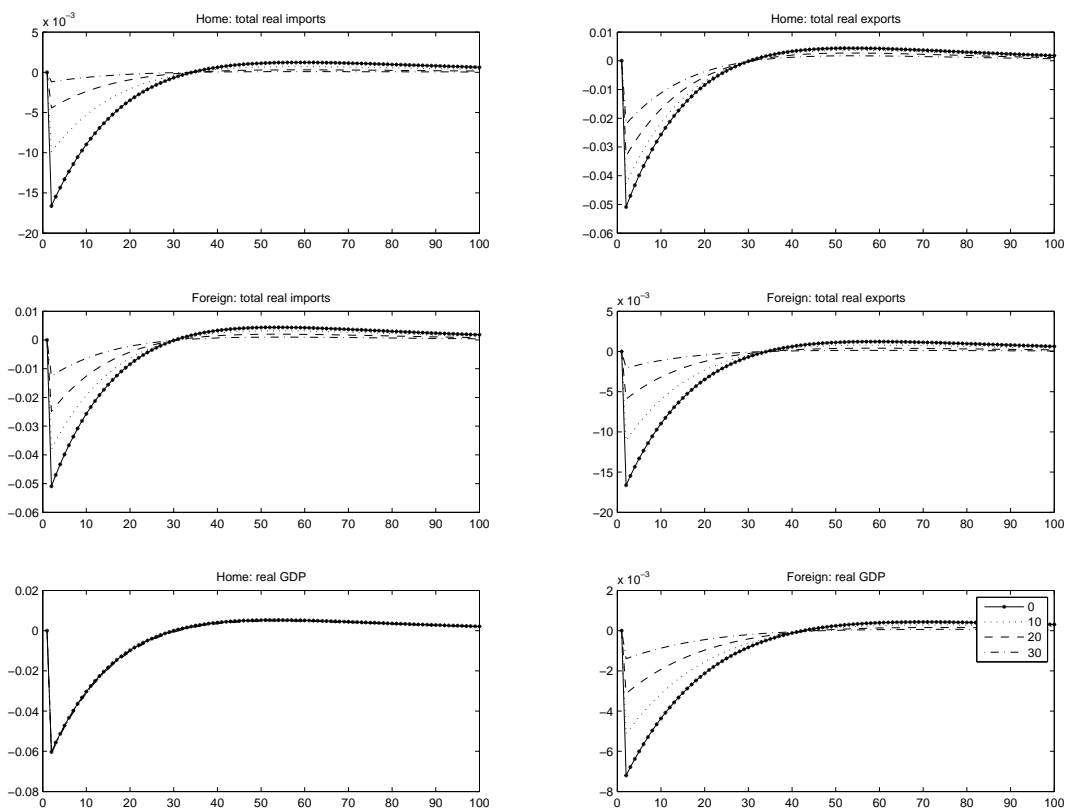 Home: total real imports
x 10−3
5
0
−5
−10
−15
−20
0 10 20 30 40 50 60 70 80 90 100
Home: total real exports
0.01
0
−0.01
−0.02
−0.03
−0.04
−0.05
−0.06
0 10 20 30 40 50 60 70 80 90 100
Foreign: total real imports
0.01
0
−0.01
−0.02
−0.03
−0.04
−0.05
−0.06
0 10 20 30 40 50 60 70 80 90 100
Foreign: total real exports
x 10−3
5
0
−5
−10
−15
−20
0 10 20 30 40 50 60 70 80 90 100
Home: real GDP
0.02
0
−0.02
−0.04
−0.06
−0.08
0 10 20 30 40 50 60 70 80 90 100
Foreign: real GDP
x 10−3
2
0
−2
−4
−6
−8
0 10 20 30 40 50 60 70 80 90 100
0
10
20
30